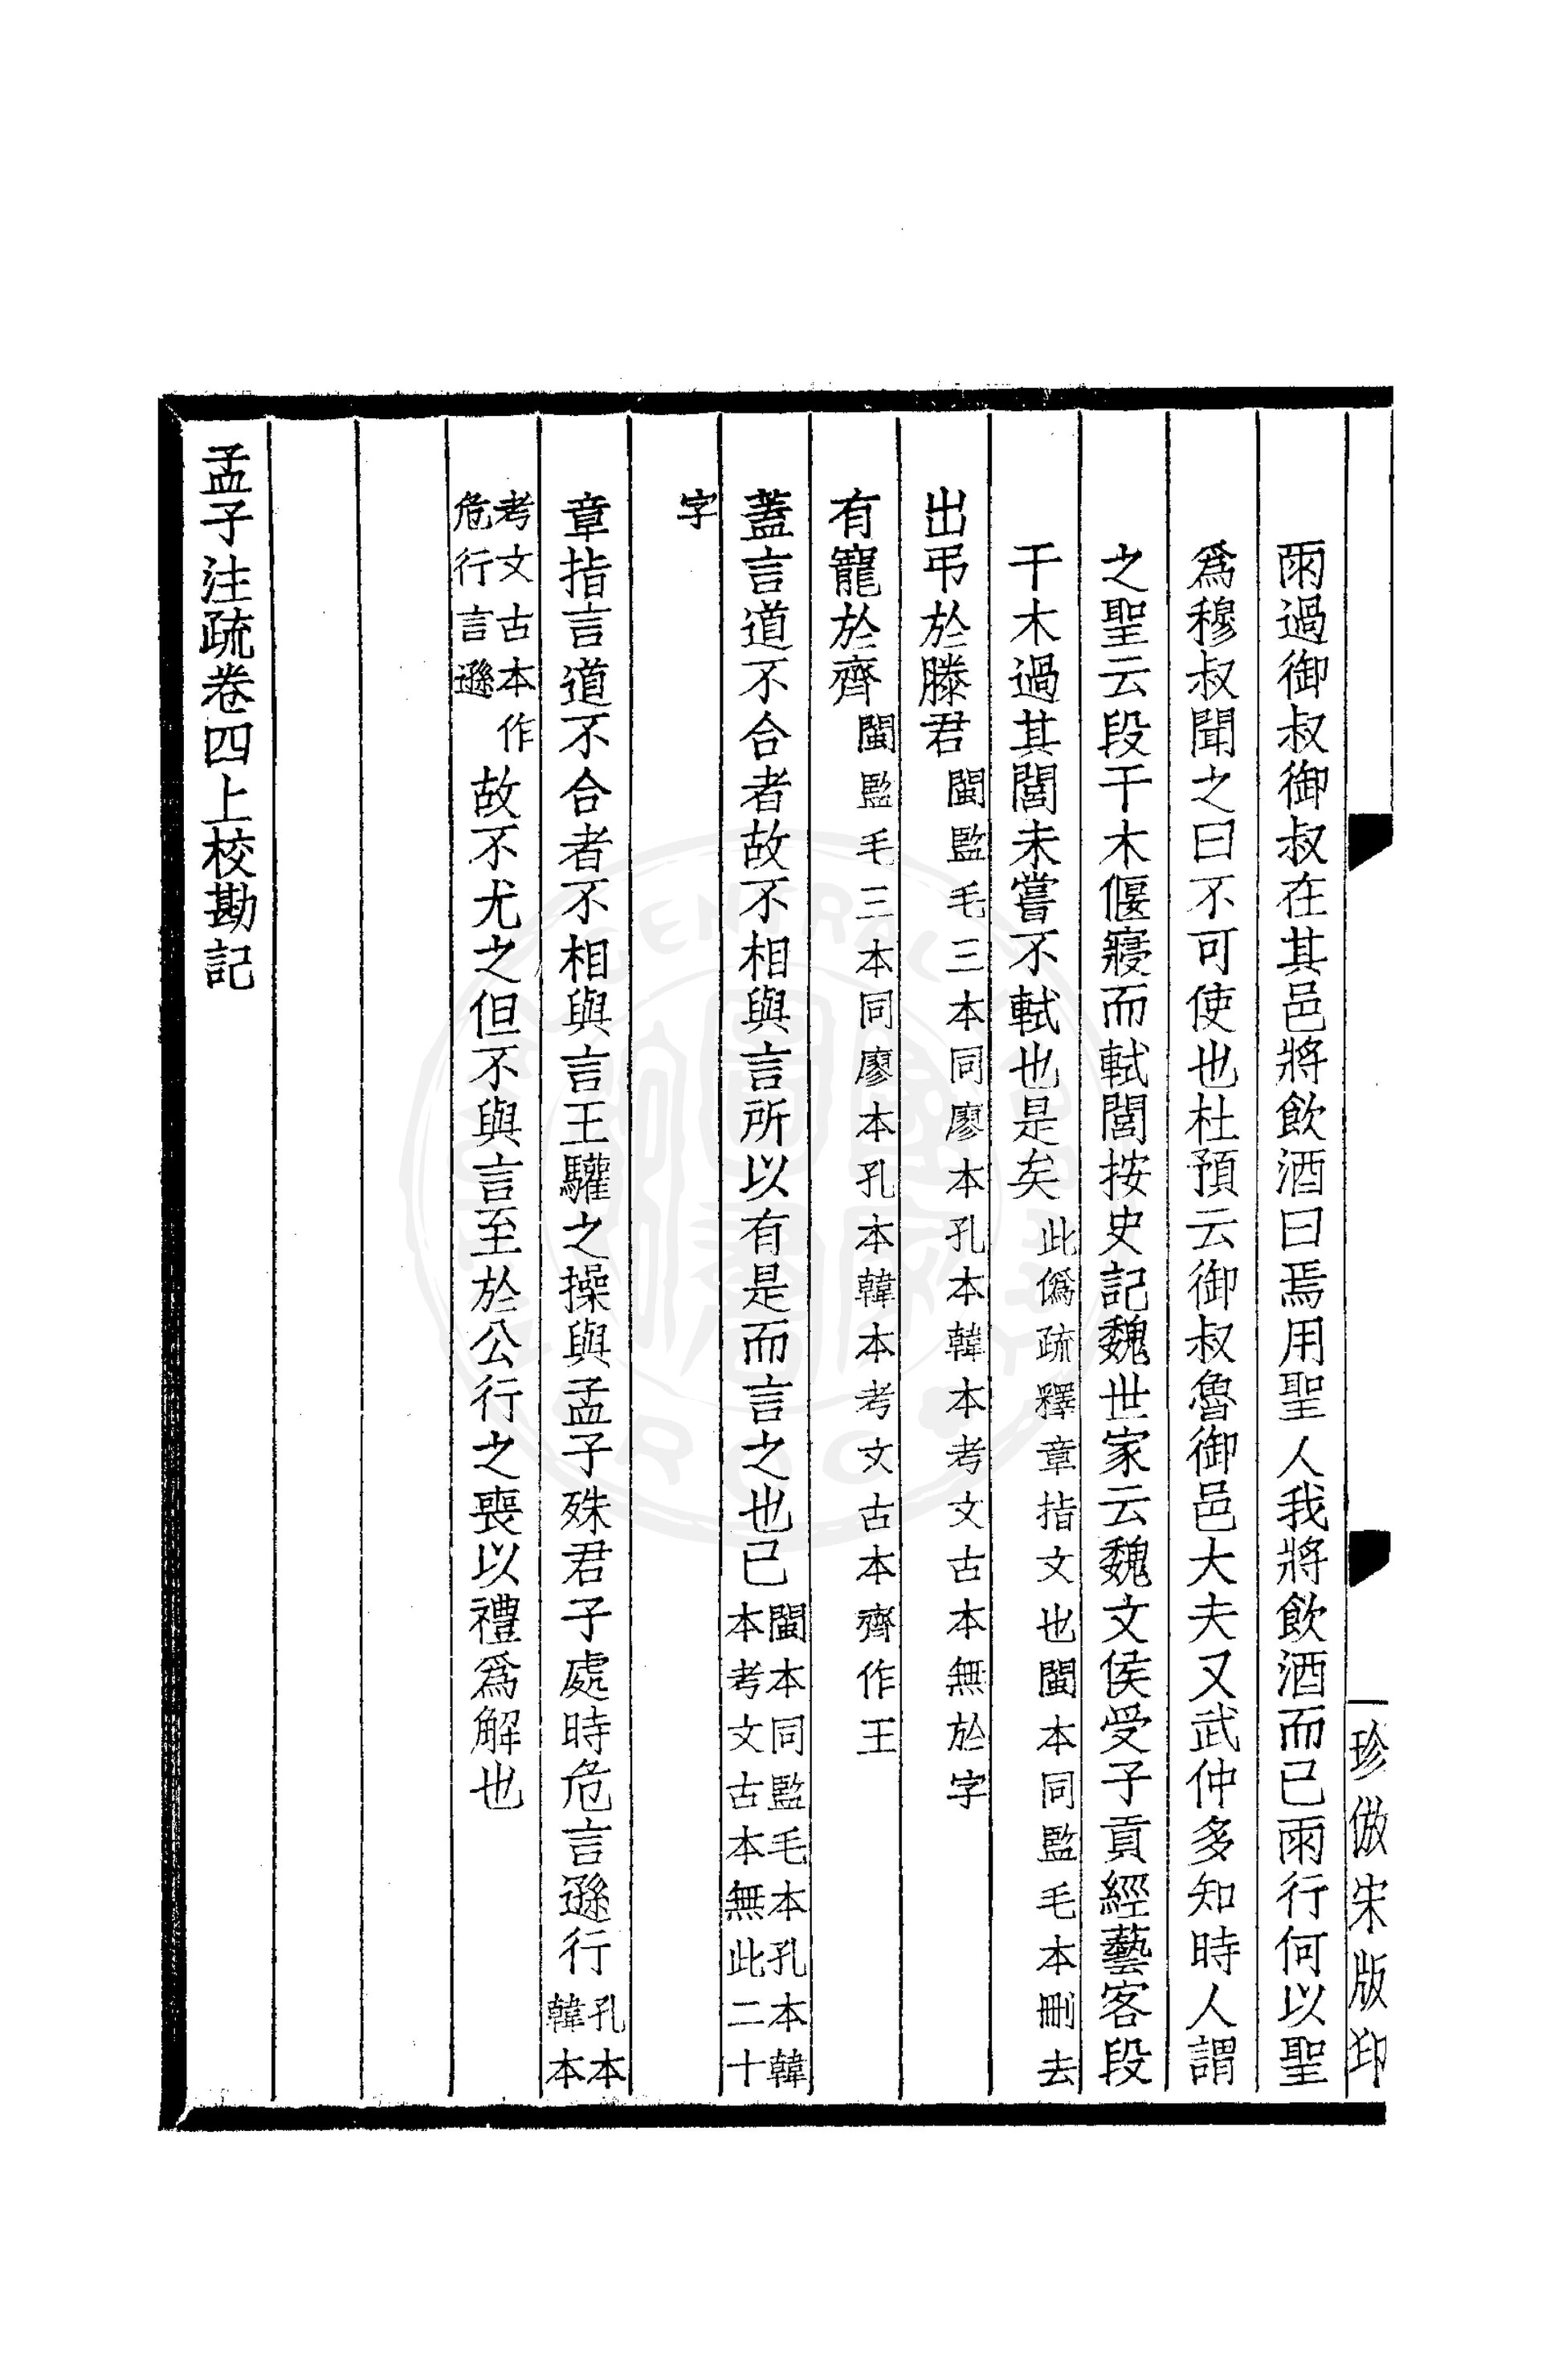 雨過御叔御叔在其邑將飲酒曰焉用聖人我將飲酒而已雨行何以聖
爲穆叔聞之曰不可使也杜預云御叔魯御邑大夫又武仲多知時人謂
之聖云段干木偃寢而軾閭按史記魏世家云魏文侯受子貢經藝客段
干木過其閭未嘗不軾也是矣此僞疏釋章指文也閩本同監毛本刪去
出弔於滕君閩監毛三本同廖本孔本韓本考文古本無於字
有寵於齊閩監毛三本同廖本孔本韓本考文古本齊作王
蓋言道不合者故不相與言所以有是而言之也已閩本同監毛本孔本韓本考文古本無此二十
字
章指言道不合者不相與言王驩之操與孟子殊君子處時危言遜行孔本韓本
考文古本作危行言遜故不尤之但不與言至於公行之喪以禮爲解也
孟子注疏卷四上校勘記
珍倣宋版印